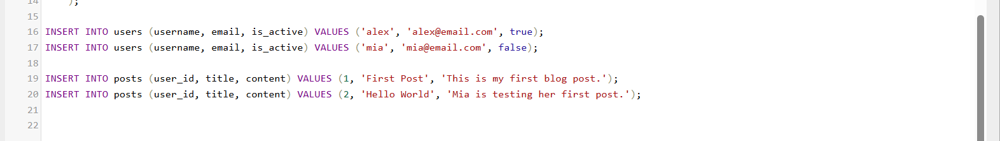 14 );
15
16 INSERT INTO users (username, email, is_active) VALUES ('alex', 'alex@email.com', true);
17 INSERT INTO users (username, email, is_active) VALUES ('mia', 'mia@email.com', false);
18
19 INSERT INTO posts (user_id, title, content) VALUES (1, 'First Post', 'This is my first blog post.');
20 INSERT INTO posts (user_id, title, content) VALUES (2, 'Hello World', 'Mia is testing her first post.');
21
22